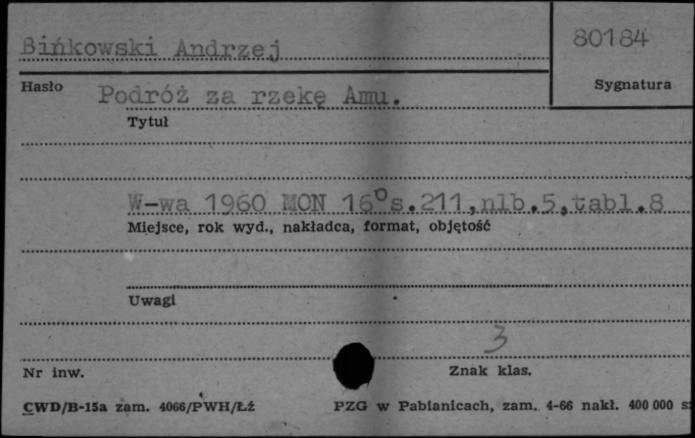 Bińkowski Andrzej
80184
Hasło
Sygnatura
Podróż za rzekę Amu.
Tytuł
W-wa 1960 MON 16° s.211,nlb.5,tabl.8
Miejsce, rok wyd., nakładca, format, objętość
Uwagi
3
Nr inw.
Znak klas.
CWD/B-15a zam. 4066/PWH/Łź
PZG w Pabianicach, zam. 4-66 nakł. 400 000